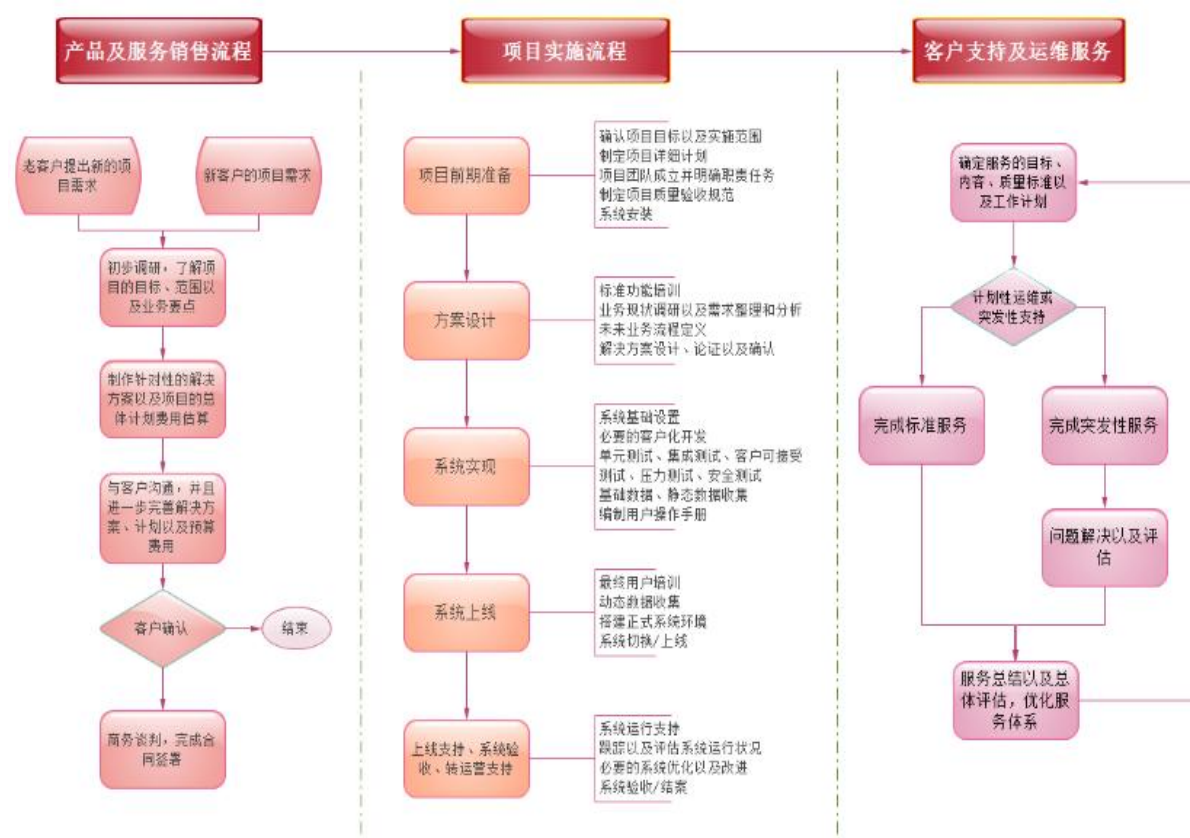 产品及服务销售流程
项目实施流程
客户支持及运维服务
老客户提出新的项
目需求
新客户的项目需求
初步调研，了解项
目的目标、范围以
及业务要点
制作针对性的解决
方案以及项目的总
体计划费用估算
与客户沟通，并且
进一步完善解决方
案、计划以及预算
费用
客户确认
结束
商务谈判，完成合
同签署
项目前期准备
确认项目目标以及实施范围
制定项目详细计划
项目团队成立并明确职责任务
制定项目质量验收规范
系统安装
方案设计
标准功能培训
业务现状调研以及需求整理和分析
未来业务流程定义
解决方案设计、论证以及确认
系统实现
系统基础设置
必要的客户化开发
单元测试、集成测试、客户可接受
测试、压力测试、安全测试
基础数据、静态数据收集
编制用户操作手册
系统上线
最终用户培训
动态数据收集
搭建正式系统环境
系统切换/上线
上线支持、系统验
收、转运营支持
系统运行支持
跟踪以及评估系统运行状况
必要的系统优化以及改进
系统验收/结案
确定服务的目标、
内容、质量标准以
及工作计划
计划性运维或
突发性支持
完成标准服务
完成突发性服务
问题解决以及评
估
服务总结以及总
体评估，优化服
务体系